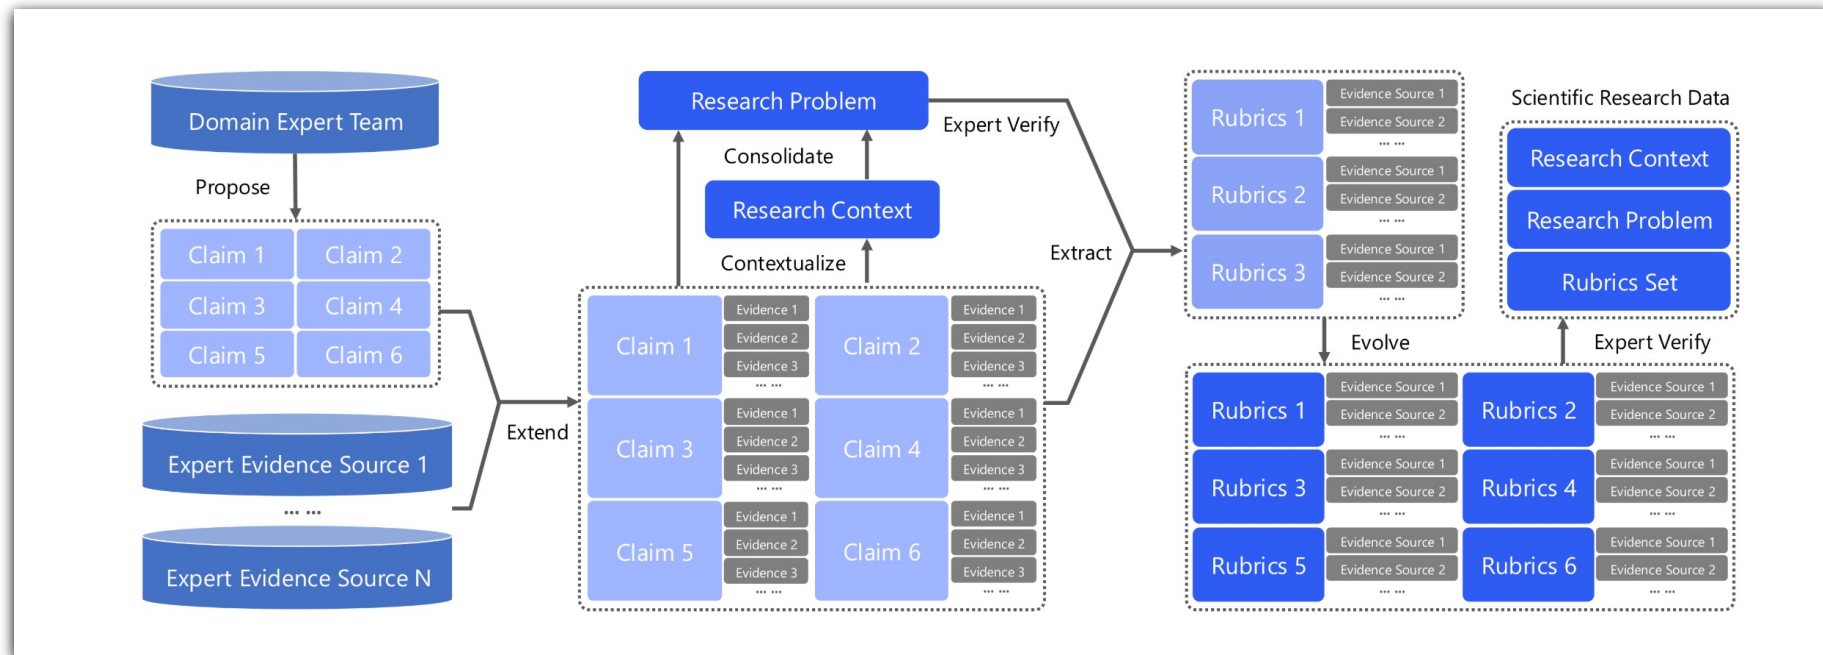 Domain Expert Team
Propose
Claim 1
Claim 2
Claim 3
Claim 4
Claim 5
Claim 6
Expert Evidence Source 1
... ...
Expert Evidence Source N
Extend
Research Problem
Consolidate
Research Context
Contextualize
Claim 1
Evidence 1
Evidence 2
Evidence 3
... ...
Claim 2
Evidence 1
Evidence 2
Evidence 3
... ...
Claim 3
Evidence 1
Evidence 2
Evidence 3
... ...
Claim 4
Evidence 1
Evidence 2
Evidence 3
... ...
Claim 5
Evidence 1
Evidence 2
Evidence 3
... ...
Claim 6
Evidence 1
Evidence 2
Evidence 3
... ...
Expert Verify
Extract
Rubrics 1
Evidence Source 1
Evidence Source 2
... ...
Rubrics 2
Evidence Source 1
Evidence Source 2
... ...
Rubrics 3
Evidence Source 1
Evidence Source 2
... ...
Evolve
Rubrics 1
Evidence Source 1
Evidence Source 2
... ...
Rubrics 2
Evidence Source 1
Evidence Source 2
... ...
Rubrics 3
Evidence Source 1
Evidence Source 2
... ...
Rubrics 4
Evidence Source 1
Evidence Source 2
... ...
Rubrics 5
Evidence Source 1
Evidence Source 2
... ...
Rubrics 6
Evidence Source 1
Evidence Source 2
... ...
Expert Verify
Scientific Research Data
Research Context
Research Problem
Rubrics Set